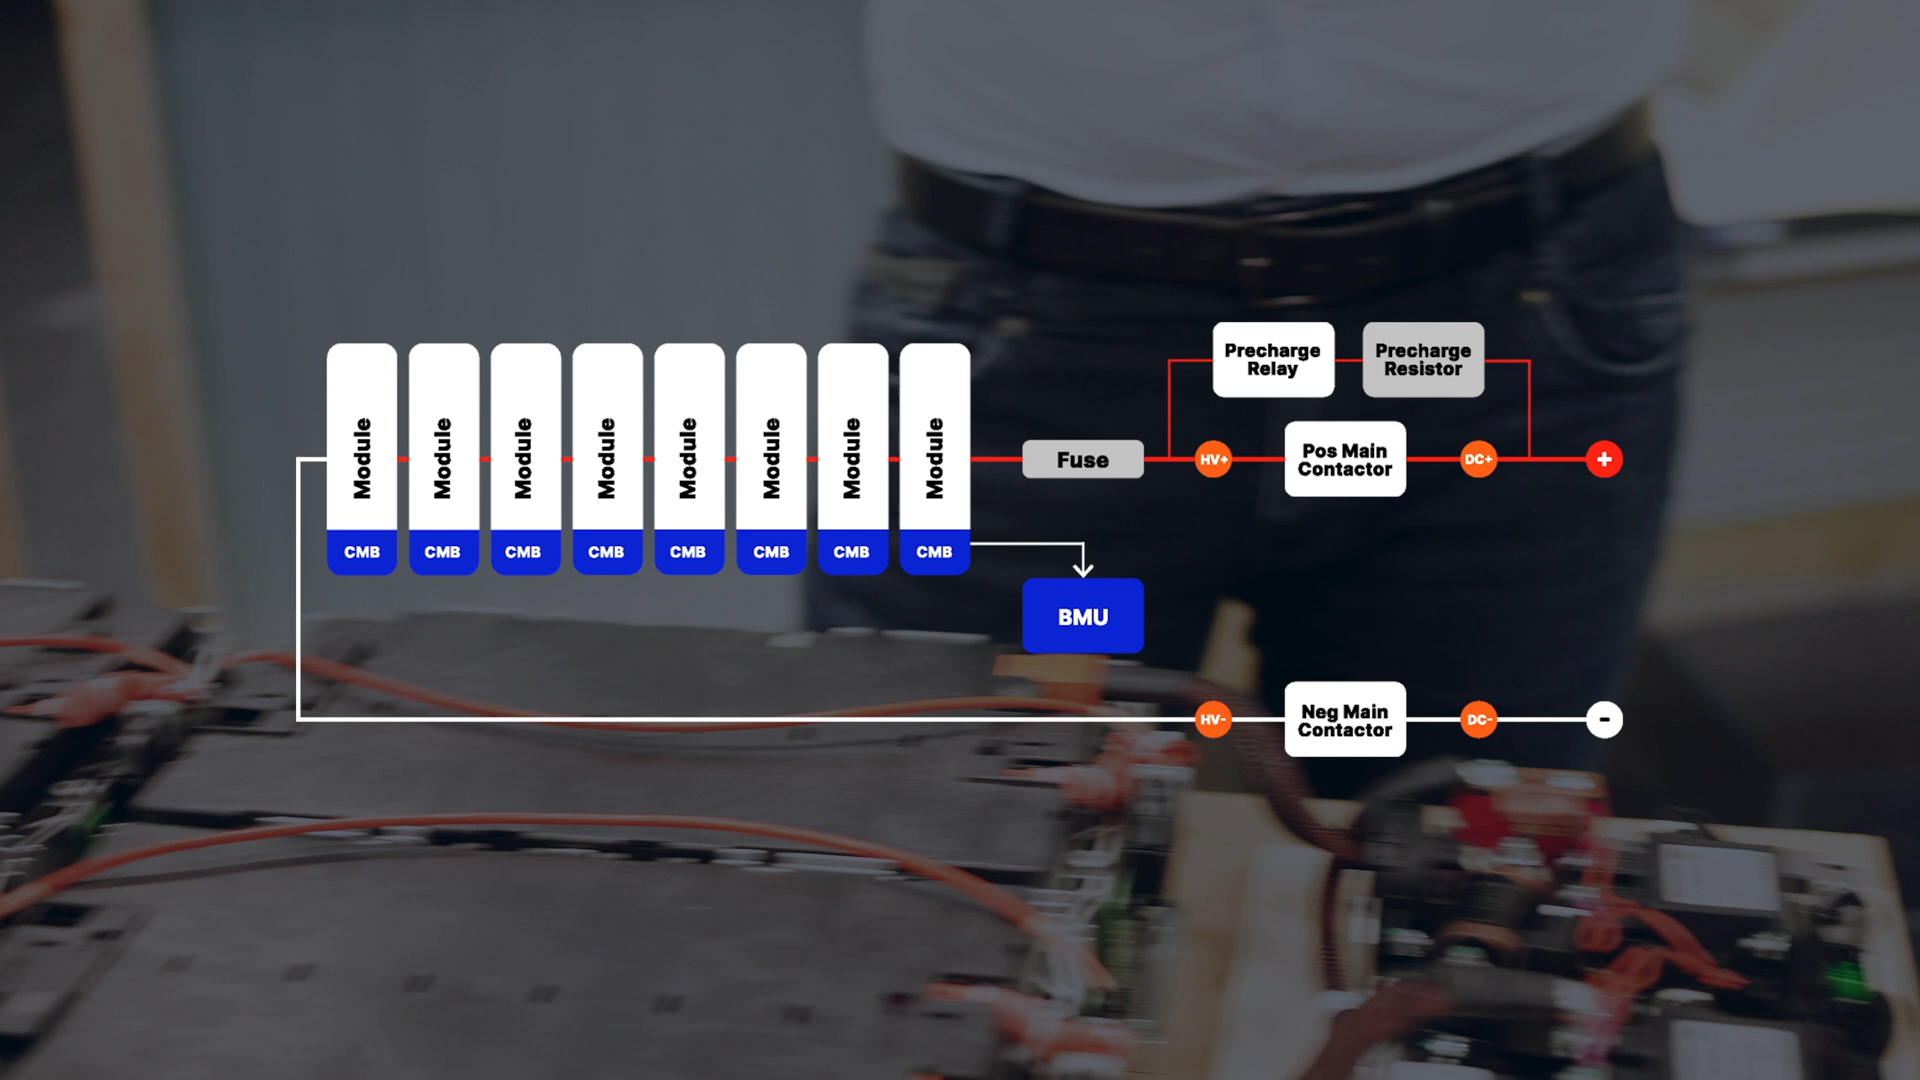 Module
Module
Module
Module
Module
Module
Module
Module
CMB
CMB
CMB
CMB
CMB
CMB
CMB
CMB
Fuse
BMU
Precharge
Relay
Precharge
Resistor
HV+
Pos Main
Contactor
DC+
+
HV-
Neg Main
Contactor
DC-
-